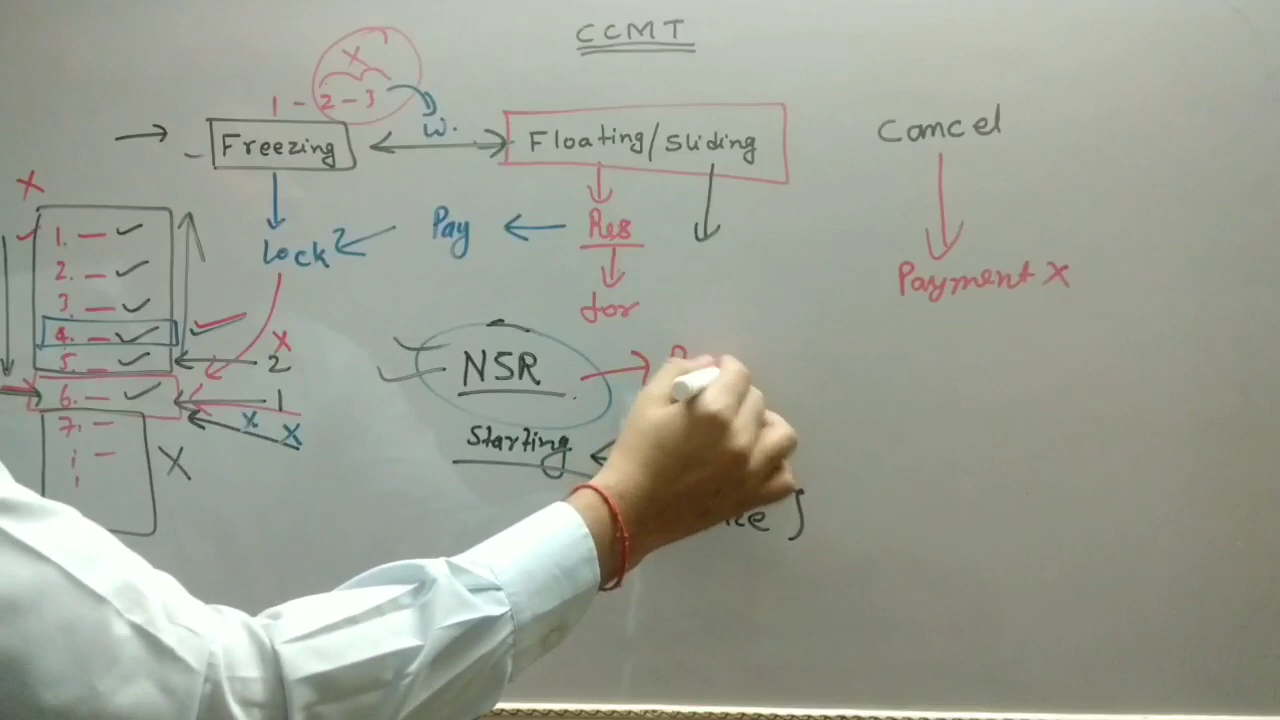 CCMT
X
1 - 2 - 3
W.
Freezing
Floating/Sliding
Cancel
X
Lock
Pay
Res
for
Payment X
1. — ✓
2. — ✓
3. — ✓
4. — ✓
5. — ✓
6. — ✓
7. —
X
2
1
X
X
X
NSR
Starting